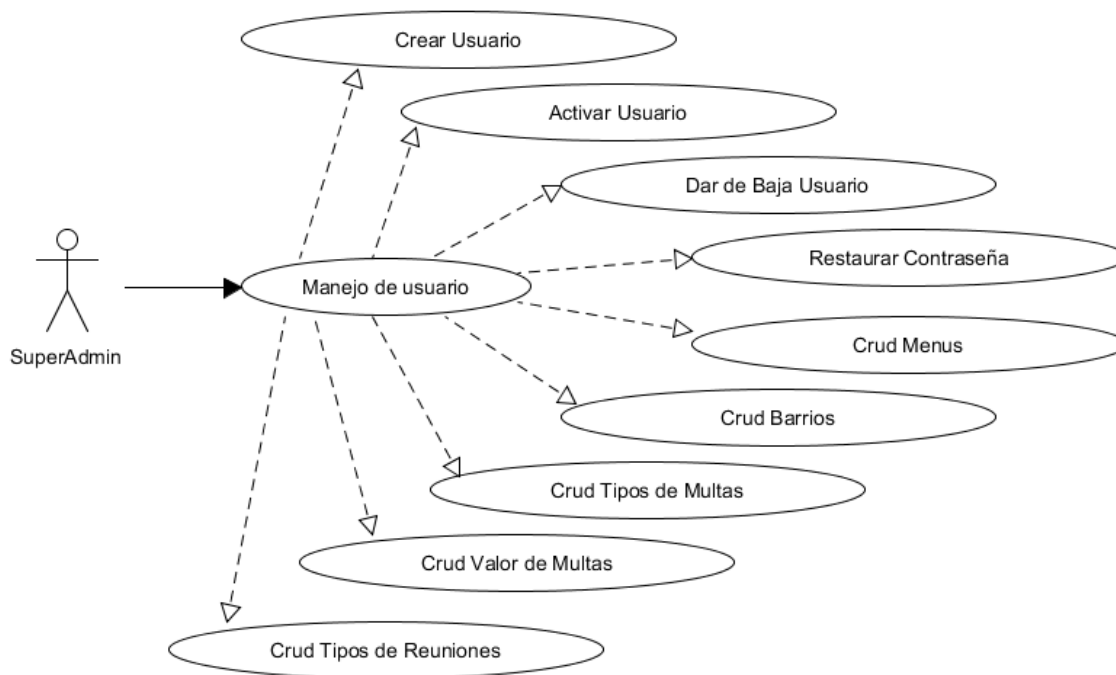 Crear Usuario
Activar Usuario
Dar de Baja Usuario
Restaurar Contraseña
Manejo de usuario
Crud Menus
SuperAdmin
Crud Barrios
Crud Tipos de Multas
Crud Valor de Multas
Crud Tipos de Reuniones